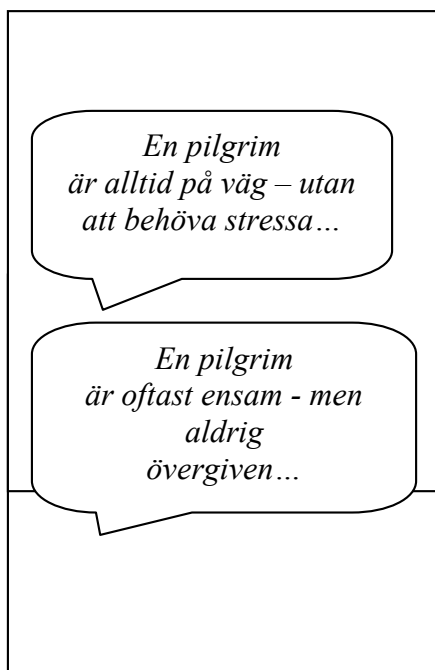 En pilgrim
är alltid på väg – utan
att behöva stressa…
En pilgrim
är oftast ensam - men
aldrig
övergiven…